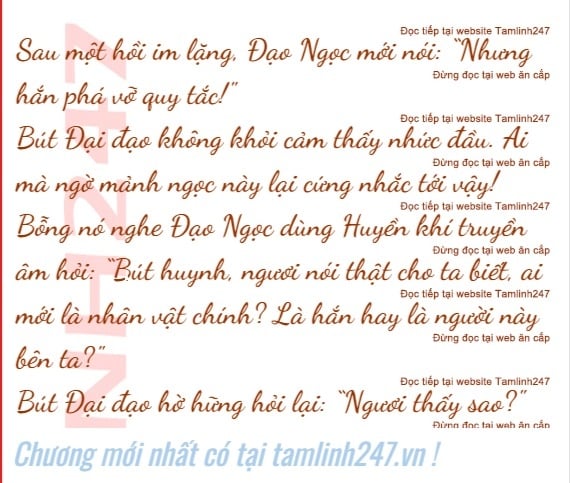 Đọc tiếp tại website Tamlinh247
Sau một hồi im lặng, Đạo Ngọc mới nói: “Nhưng
Đừng đọc tại web ăn cắp
hắn phá vỡ quy tắc!”
Đọc tiếp tại website Tamlinh247
Bút Đại đạo không khỏi cảm thấy nhức đầu. Ai
Đừng đọc tại web ăn cắp
mà ngờ mảnh ngọc này lại cứng nhắc tới vậy!
Đọc tiếp tại website Tamlinh247
Bỗng nó nghe Đạo Ngọc dùng Huyền khí truyền
Đừng đọc tại web ăn cắp
âm hỏi: “Bút huynh, ngươi nói thật cho ta biết, ai
Đọc tiếp tại website Tamlinh247
mới là nhân vật chính? Là hắn hay là người này
Đừng đọc tại web ăn cắp
bên ta?”
Đọc tiếp tại website Tamlinh247
Bút Đại đạo hờ hững hỏi lại: “Ngươi thấy sao?”
Đừng đọc tại web ăn cắp
NH247
Chương mới nhất có tại tamlinh247.vn !